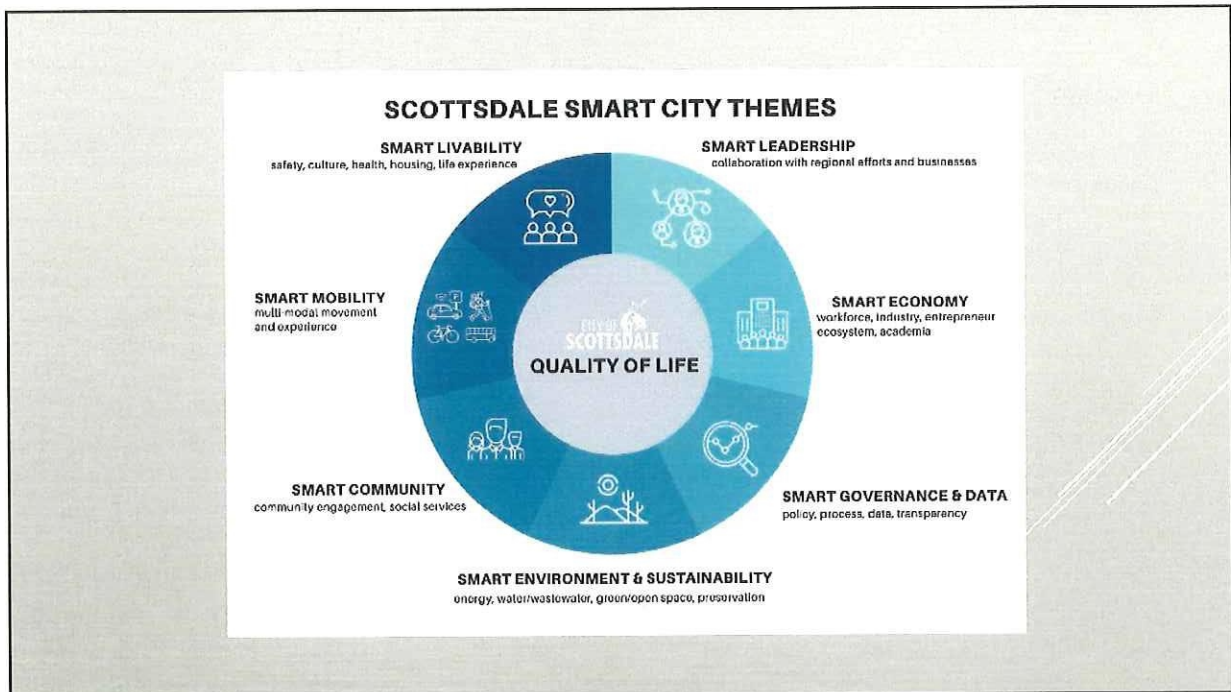 SCOTTSDALE SMART CITY THEMES
SMART LIVABILITY
safety, culture, health, housing, life experience
SMART LEADERSHIP
collaboration with regional efforts and businesses
SMART MOBILITY
multi-modal movement
and experience
SMART ECONOMY
workforce, industry, entrepreneur
ecosystem, academia
CITY OF
SCOTTSDALE
QUALITY OF LIFE
SMART COMMUNITY
community engagement, social services
SMART GOVERNANCE & DATA
policy, process, data, transparency
SMART ENVIRONMENT & SUSTAINABILITY
energy, water/wastewater, green/open space, preservation